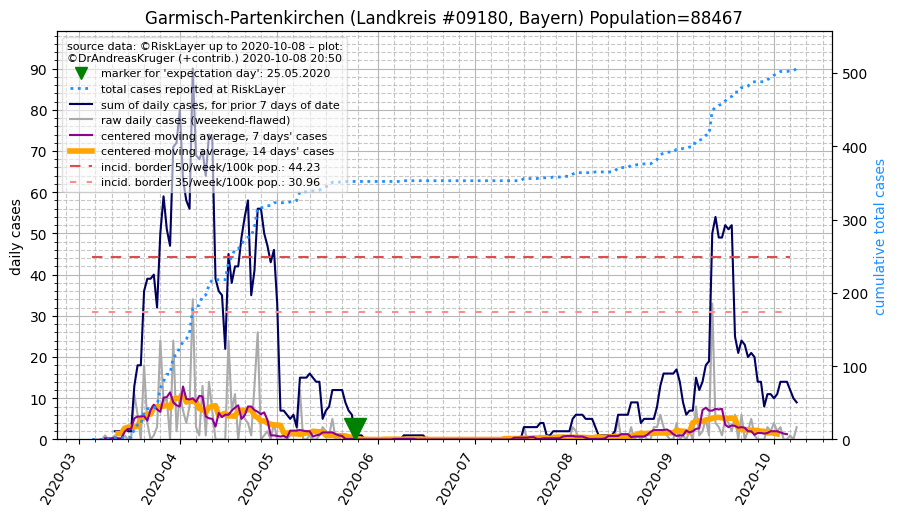 Garmisch-Partenkirchen (Landkreis #09180, Bayern) Population=88467
source data: ©RiskLayer up to 2020-10-08 – plot:
©DrAndreasKruger (+contrib.) 2020-10-08 20:50
marker for 'expectation day': 25.05.2020
total cases reported at RiskLayer
sum of daily cases, for prior 7 days of date
raw daily cases (weekend-flawed)
centered moving average, 7 days' cases
centered moving average, 14 days' cases
incid. border 50/week/100k pop.: 44.23
incid. border 35/week/100k pop.: 30.96
daily cases
90
80
70
60
50
40
30
20
10
0
cumulative total cases
500
400
300
200
100
0
2020-03
2020-04
2020-05
2020-06
2020-07
2020-08
2020-09
2020-10